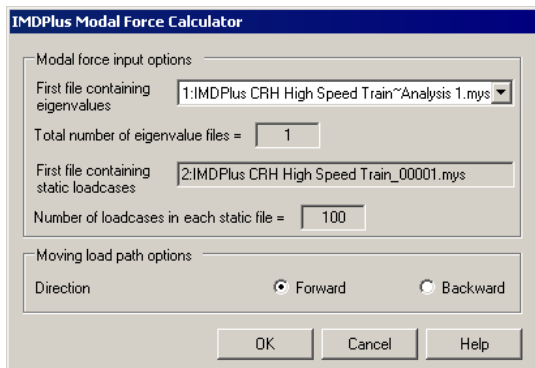 IMDPlus Modal Force Calculator
Modal force input options
First file containing
eigenvalues
1:IMDPlus CRH High Speed Train~Analysis 1.mys
Total number of eigenvalue files =
1
First file containing
static loadcases
2:IMDPlus CRH High Speed Train_00001.mys
Number of loadcases in each static file =
100
Moving load path options
Direction
Forward
Backward
OK
Cancel
Help